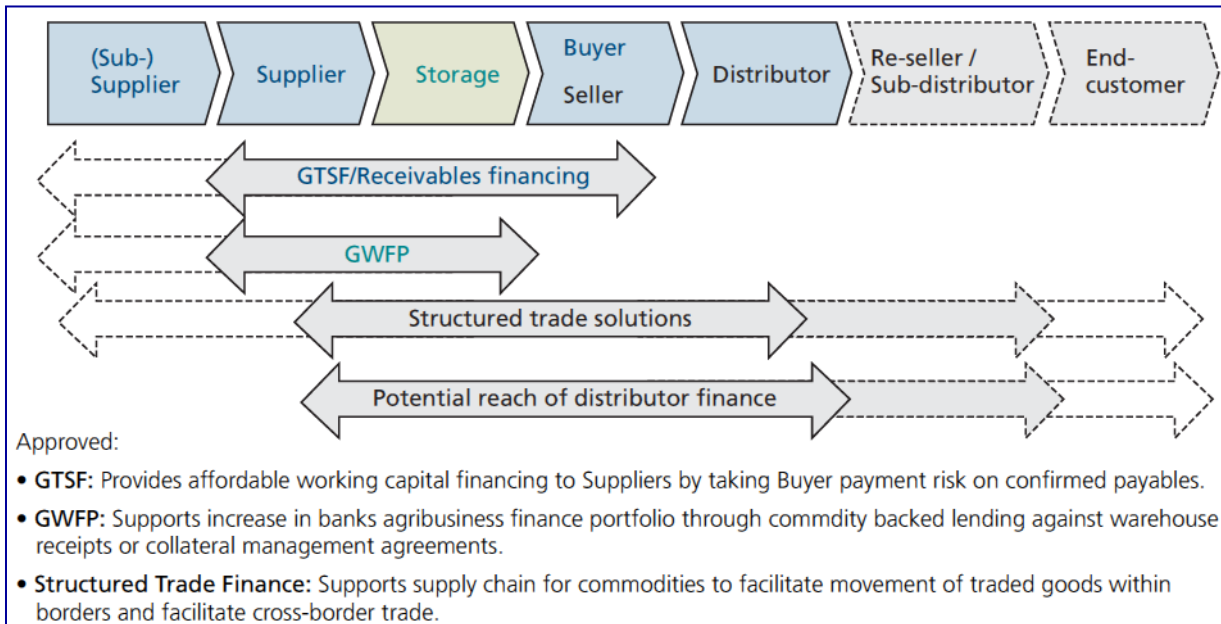 (Sub-)
Supplier
Supplier
Storage
Buyer
Seller
Distributor
Re-seller /
Sub-distributor
End-
customer
GTSF/Receivables financing
GWFP
Structured trade solutions
Potential reach of distributor finance
Approved:
• GTSF: Provides affordable working capital financing to Suppliers by taking Buyer payment risk on confirmed payables.
• GWFP: Supports increase in banks agribusiness finance portfolio through commdity backed lending against warehouse
receipts or collateral management agreements.
• Structured Trade Finance: Supports supply chain for commodities to facilitate movement of traded goods within
borders and facilitate cross-border trade.